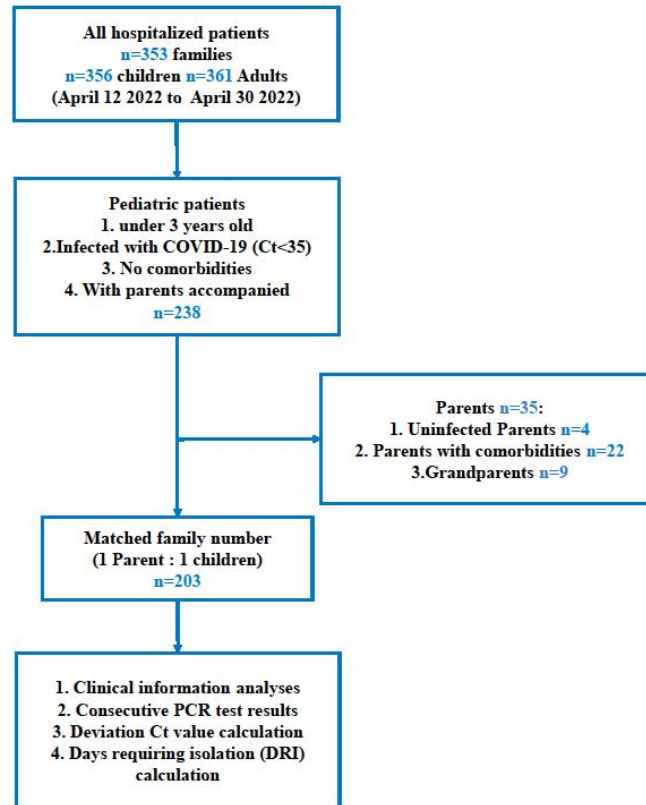 All hospitalized patients
n=353 families
n=356 children n=361 Adults
(April 12 2022 to April 30 2022)
Pediatric patients
1. under 3 years old
2.Infected with COVID-19 (Ct<35)
3. No comorbidities
4. With parents accompanied
n=238
Parents n=35:
1. Uninfected Parents n=4
2. Parents with comorbidities n=22
3.Grandparents n=9
Matched family number
(1 Parent : 1 children)
n=203
1. Clinical information analyses
2. Consecutive PCR test results
3. Deviation Ct value calculation
4. Days requiring isolation (DRI)
calculation